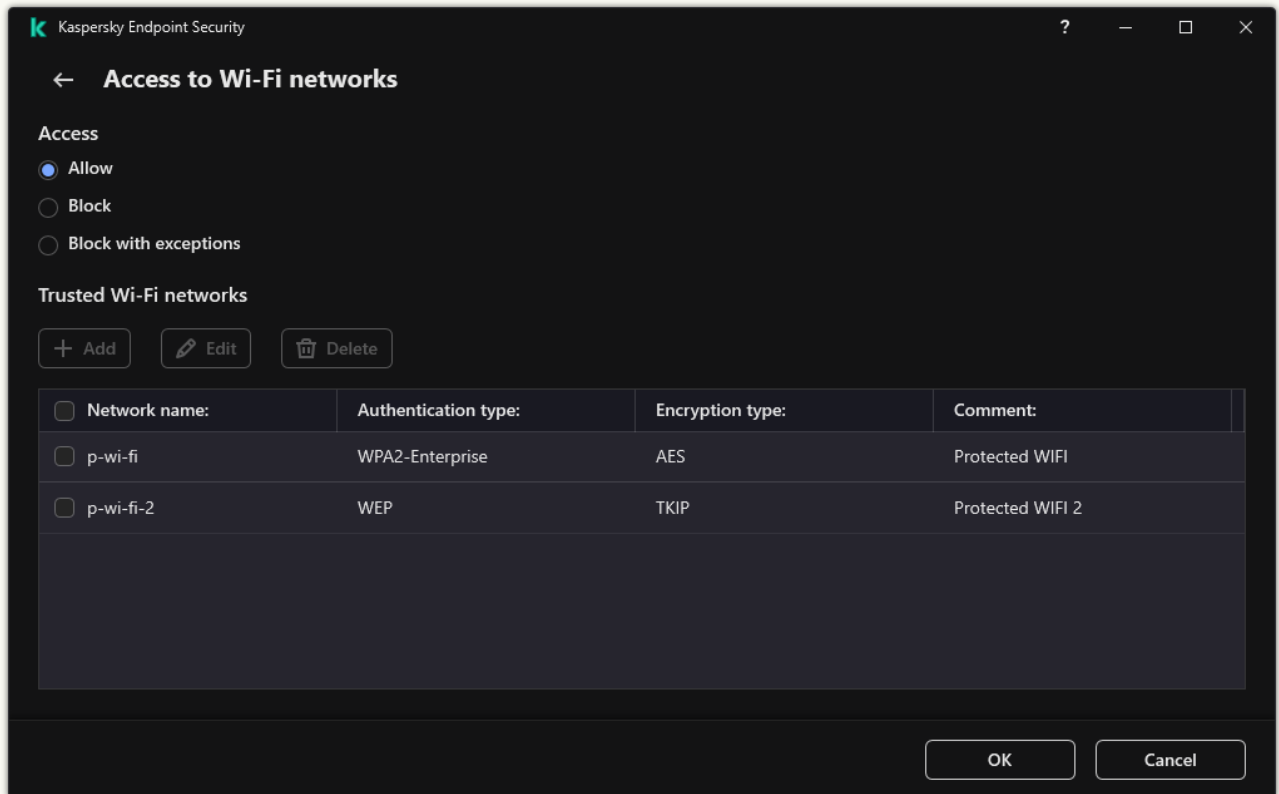 Kaspersky Endpoint Security ?
Access to Wi-Fi networks
Access
Allow
Block
Block with exceptions
Trusted Wi-Fi networks
Add Edit Delete
Network name: Authentication type: Encryption type: Comment:
p-wi-fi WPA2-Enterprise AES Protected WIFI
p-wi-fi-2 WEP TKIP Protected WIFI 2
OK Cancel